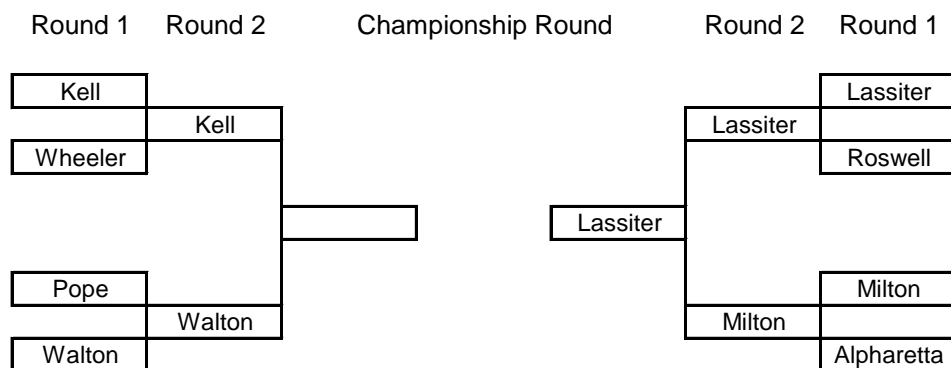 Round 1 Round 2 Championship Round Round 2 Round 1
Kell Lassiter
Kell Lassiter
Wheeler Roswell
Lassiter
Pope Milton
Walton Milton
Walton Alpharetta